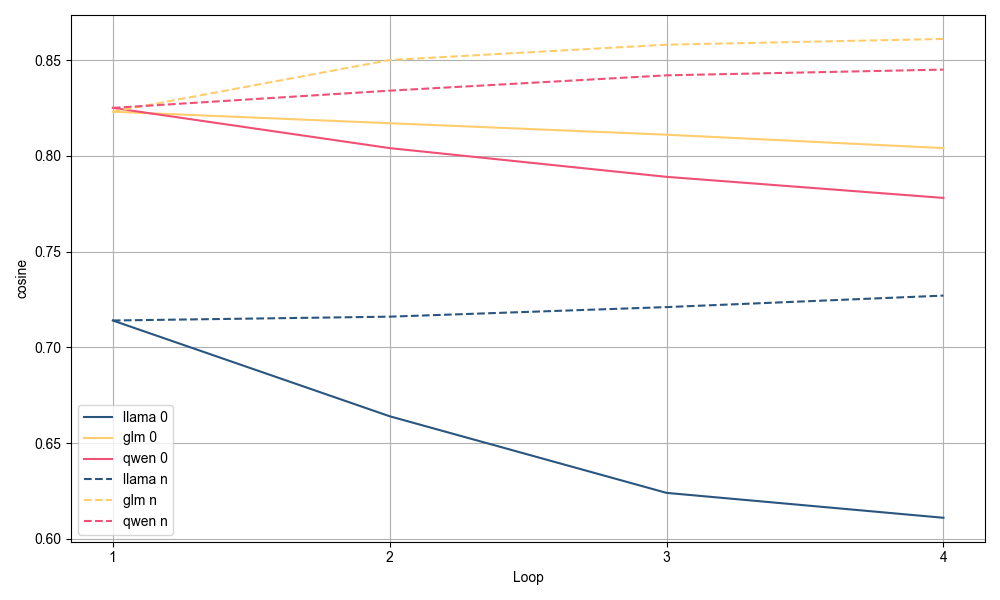 0.85
0.80
0.75
0.70
0.65
0.60
cosine
llama 0
glm 0
qwen 0
llama n
glm n
qwen n
1 2 3 4
Loop